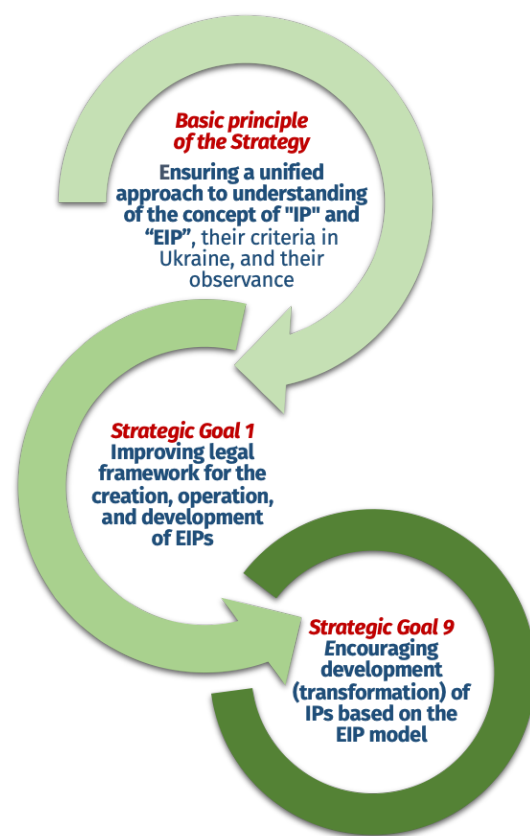 Basic principle
of the Strategy
Ensuring a unified
approach to understanding
of the concept of "IP" and
“EIP”, their criteria in
Ukraine, and their
observance
Strategic Goal 1
Improving legal
framework for the
creation, operation,
and development
of EIPs
Strategic Goal 9
Encouraging
development
(transformation) of
IPs based on the
EIP model